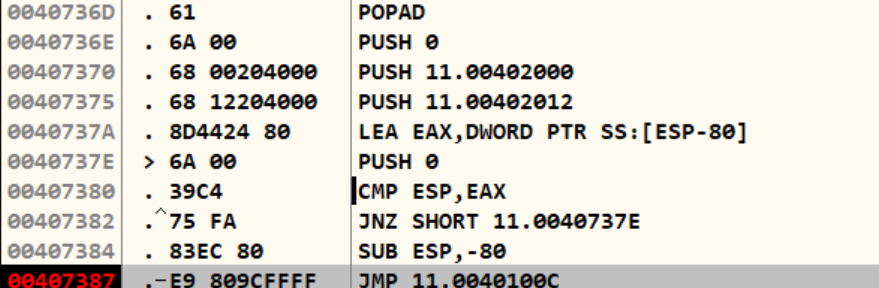 0040736D . 61 POPAD
0040736E . 6A 00 PUSH 0
00407370 . 68 00204000 PUSH 11.00402000
00407375 . 68 12204000 PUSH 11.00402012
0040737A . 8D4424 80 LEA EAX,DWORD PTR SS:[ESP-80]
0040737E > 6A 00 PUSH 0
00407380 . 39C4 CMP ESP,EAX
00407382 .^75 FA JNZ SHORT 11.0040737E
00407384 . 83EC 80 SUB ESP,-80
00407387 .-E9 809CFFFF JMP 11.0040100C